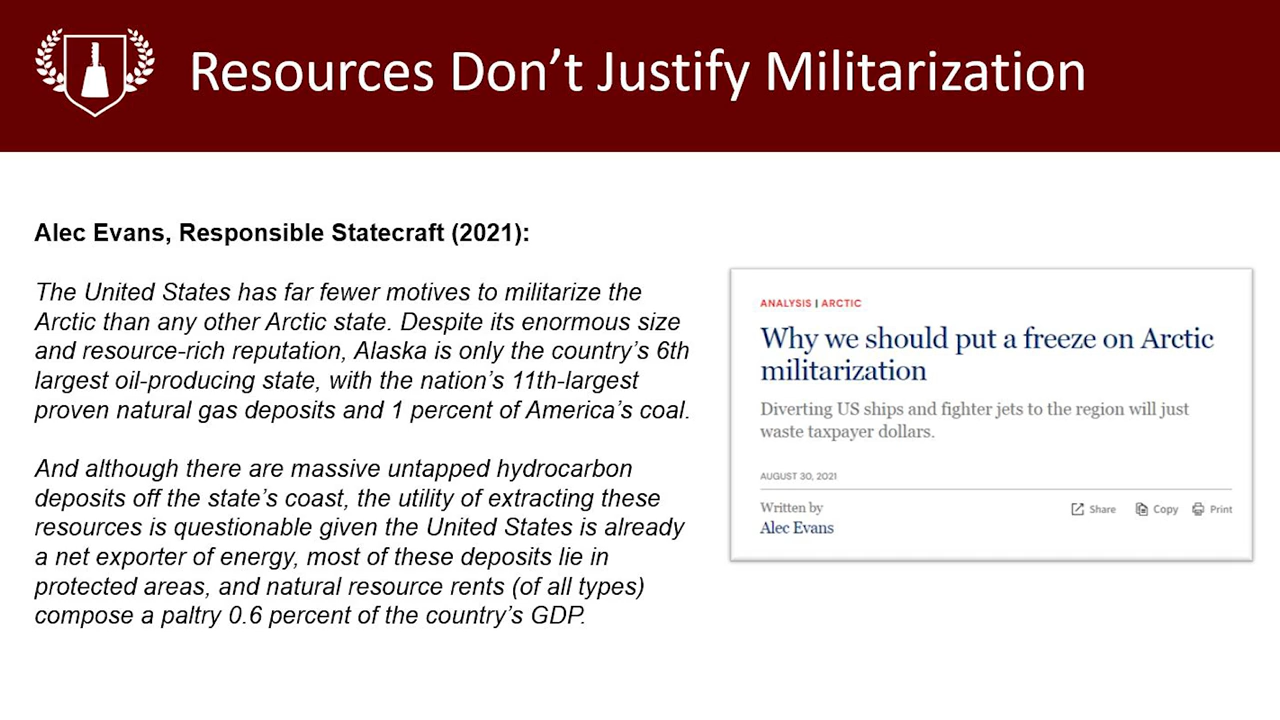 Resources Don’t Justify Militarization
Alec Evans, Responsible Statecraft (2021):
The United States has far fewer motives to militarize the
Arctic than any other Arctic state. Despite its enormous size
and resource-rich reputation, Alaska is only the country’s 6th
largest oil-producing state, with the nation’s 11th-largest
proven natural gas deposits and 1 percent of America’s coal.
And although there are massive untapped hydrocarbon
deposits off the state’s coast, the utility of extracting these
resources is questionable given the United States is already
a net exporter of energy, most of these deposits lie in
protected areas, and natural resource rents (of all types)
compose a paltry 0.6 percent of the country’s GDP.
ANALYSIS | ARCTIC
Why we should put a freeze on Arctic
militarization
Diverting US ships and fighter jets to the region will just
waste taxpayer dollars.
AUGUST 30, 2021
Written by
Alec Evans
Share Copy Print